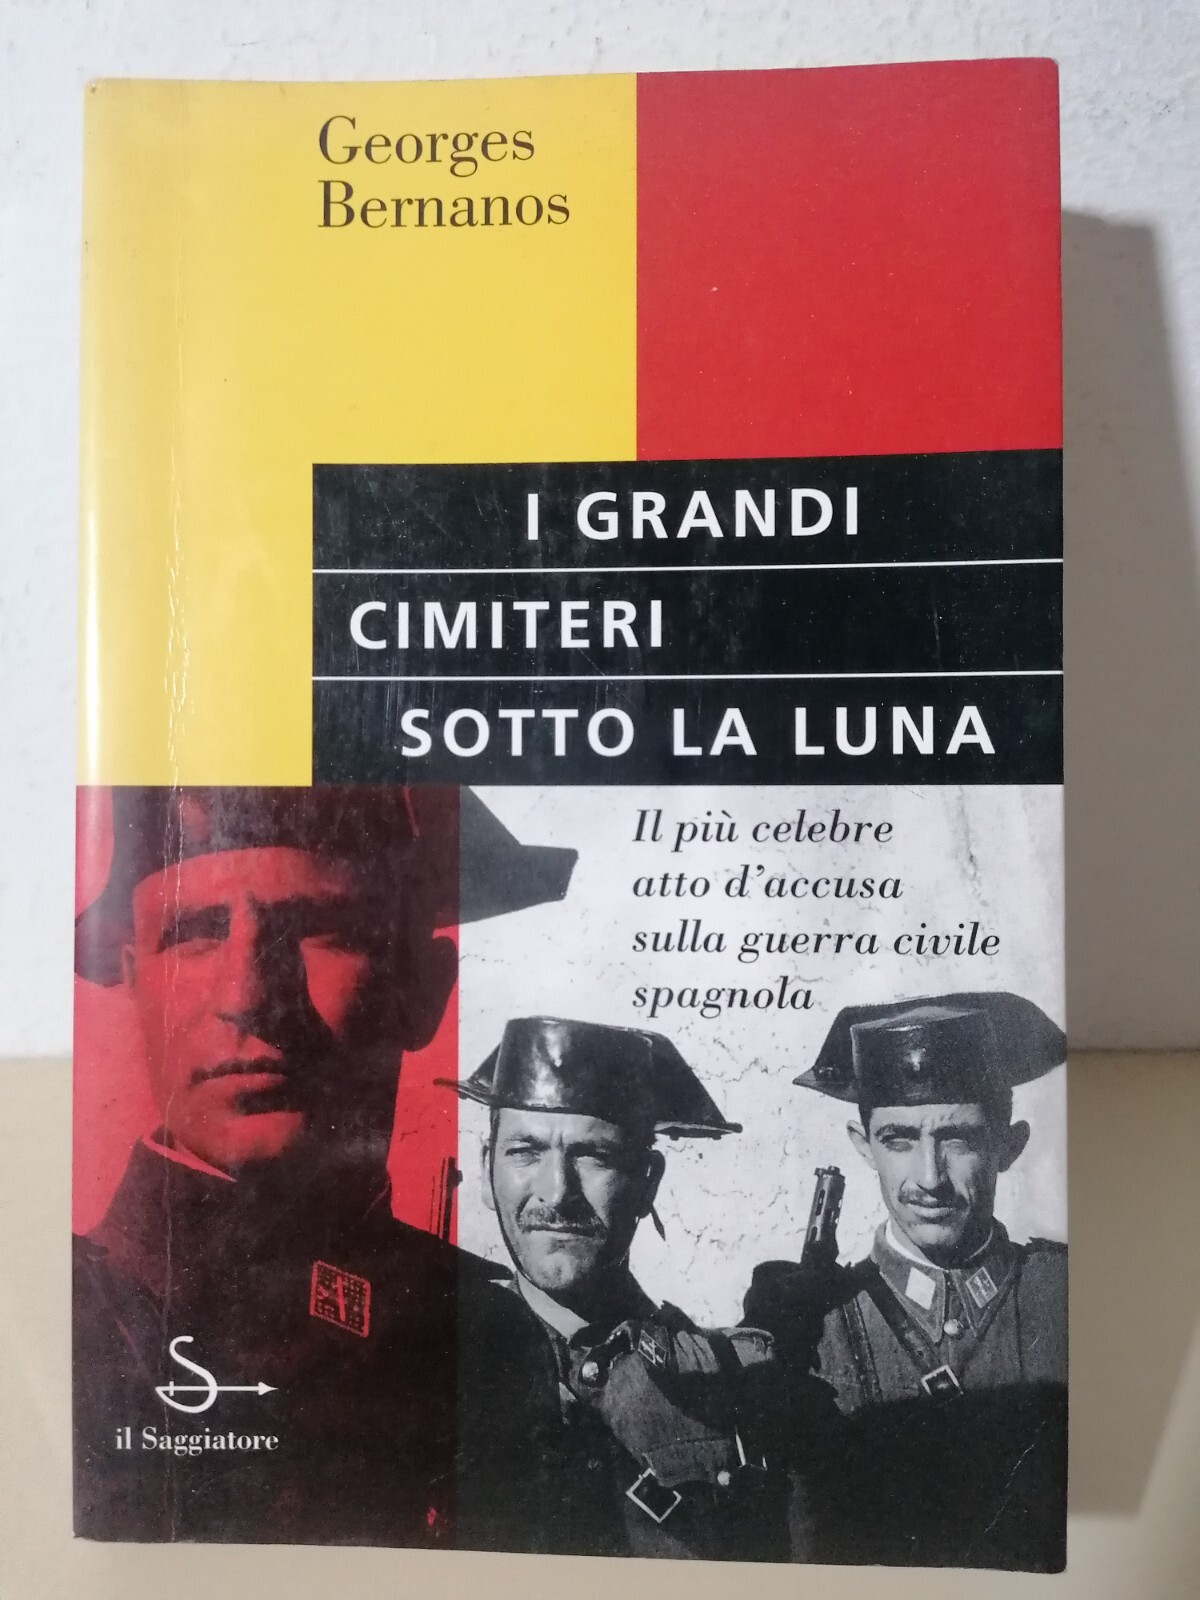 Georges
Bernanos
I GRANDI
CIMITERI
SOTTO LA LUNA
Il più celebre
atto d'accusa
sulla guerra civile
spagnola
il Saggiatore